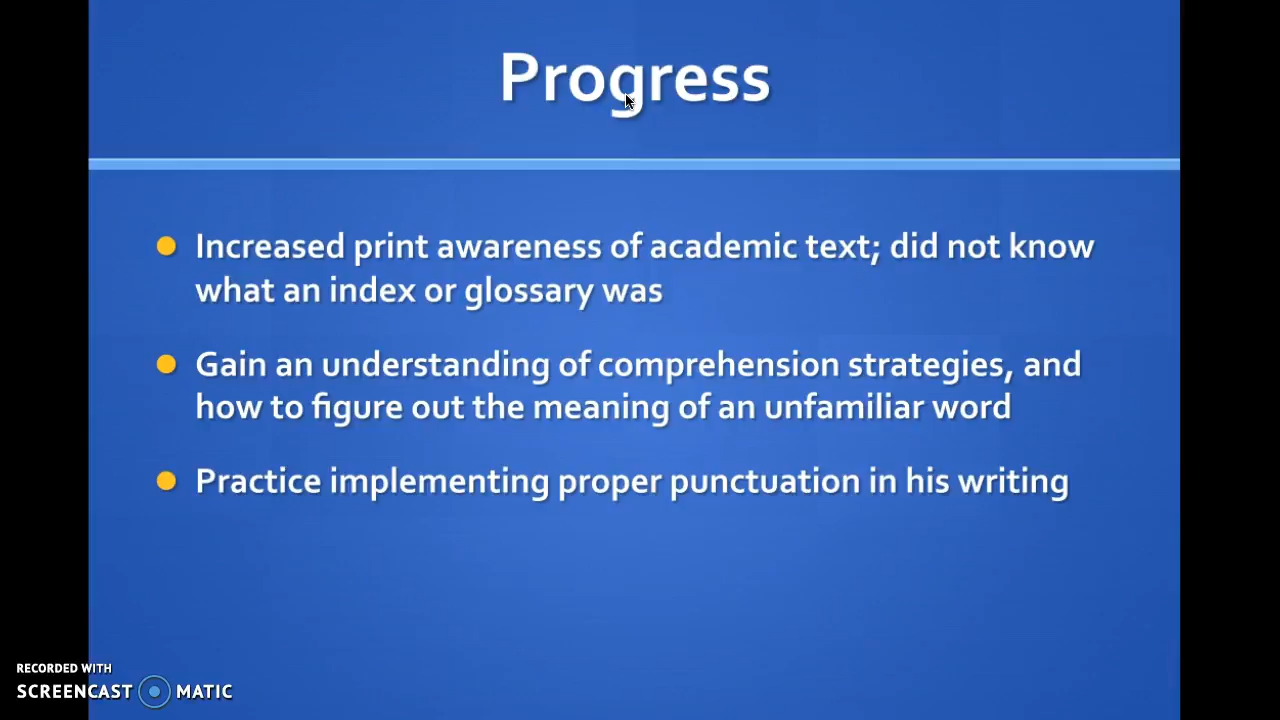 Progress
Increased print awareness of academic text; did not know
what an index or glossary was
Gain an understanding of comprehension strategies, and
how to figure out the meaning of an unfamiliar word
Practice implementing proper punctuation in his writing
RECORDED WITH
SCREENCAST MATIC